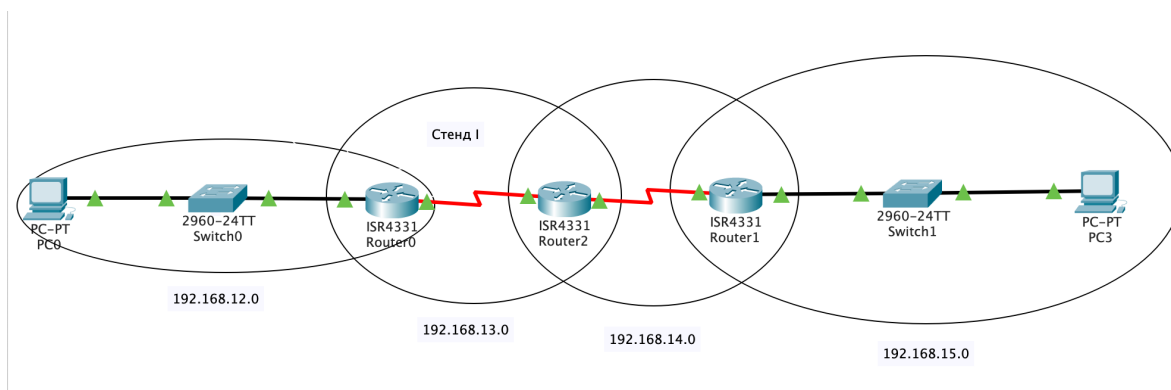 Стенд I
PC-PT
PC0
2960-24TT
Switch0
ISR4331
Router0
ISR4331
Router2
ISR4331
Router1
2960-24TT
Switch1
PC-PT
PC3
192.168.12.0
192.168.13.0
192.168.14.0
192.168.15.0